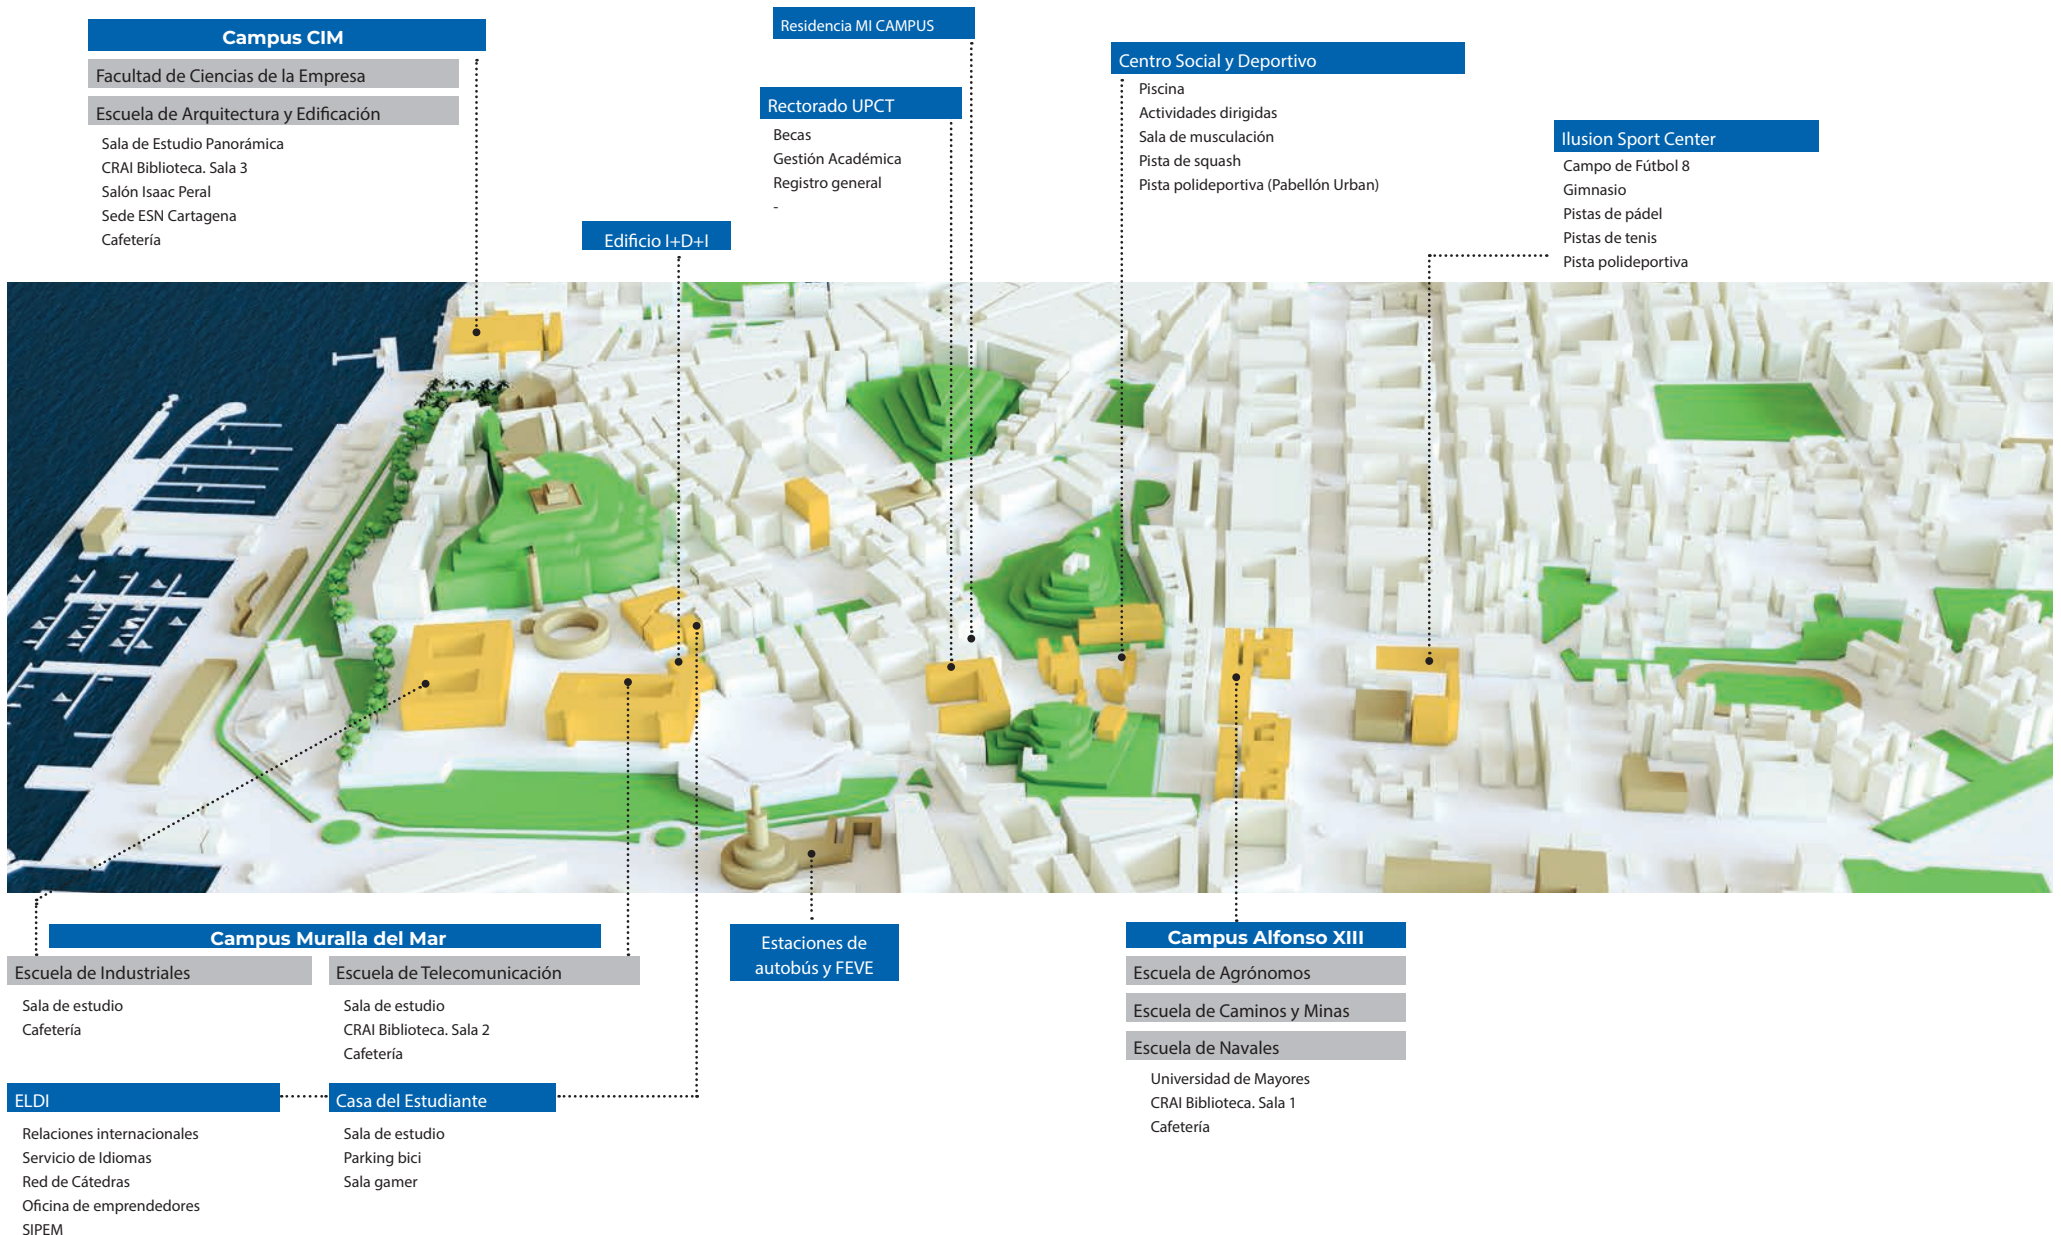 Campus CIM
Facultad de Ciencias de la Empresa
Escuela de Arquitectura y Edificación
Sala de Estudio Panorámica
CRAI Biblioteca. Sala 3
Salón Isaac Peral
Sede ESN Cartagena
Cafetería
Edificio I+D+I
Residencia MI CAMPUS
Rectorado UPCT
Becas
Gestión Académica
Registro general
-
Centro Social y Deportivo
Piscina
Actividades dirigidas
Sala de musculación
Pista de squash
Pista polideportiva (Pabellón Urban)
Ilusion Sport Center
Campo de Fútbol 8
Gimnasio
Pistas de pádel
Pistas de tenis
Pista polideportiva
Campus Muralla del Mar
Escuela de Industriales
Sala de estudio
Cafetería
Escuela de Telecomunicación
Sala de estudio
CRAI Biblioteca. Sala 2
Cafetería
ELDI
Relaciones internacionales
Servicio de Idiomas
Red de Cátedras
Oficina de emprendedores
SIPEM
Casa del Estudiante
Sala de estudio
Parking bici
Sala gamer
Estaciones de
autobús y FEVE
Campus Alfonso XIII
Escuela de Agrónomos
Escuela de Caminos y Minas
Escuela de Navales
Universidad de Mayores
CRAI Biblioteca. Sala 1
Cafetería